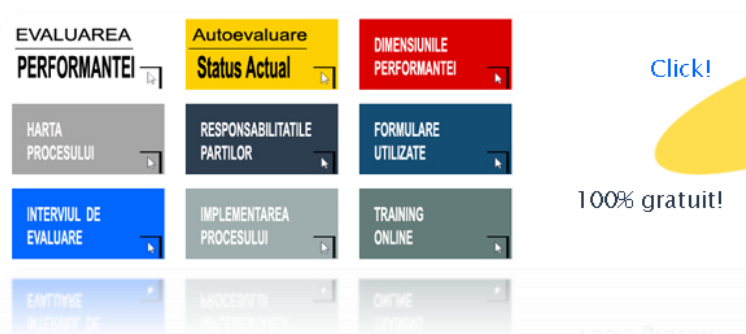 EVALUAREA
PERFORMANTEI
Autoevaluare
Status Actual
DIMENSIUNILE
PERFORMANTEI
Click!
HARTA
PROCESULUI
RESPONSABILITATILE
PARTILOR
FORMULARE
UTILIZATE
100% gratuit!
INTERVIUL DE
EVALUARE
IMPLEMENTAREA
PROCESULUI
TRAINING
ONLINE